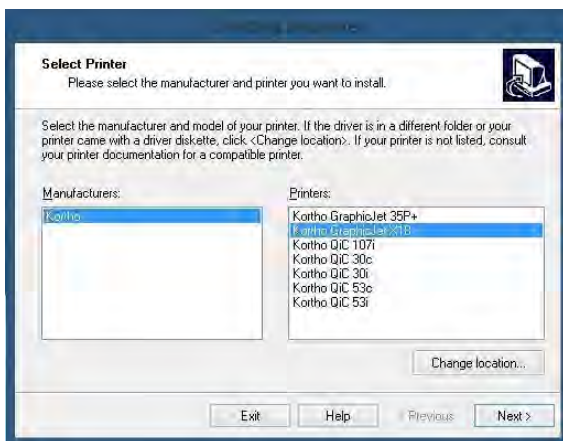 Select Printer
Please select the manufacturer and printer you want to install.
Select the manufacturer and model of your printer. If the driver is in a different folder or your
printer came with a driver diskette, click <Change location>. If your printer is not listed, consult
your printer documentation for a compatible printer.
Manufacturers:
Printers:
Kortho
Kortho GraphicJet 35P+
Kortho GraphicJet X1B
Kortho QiC 107i
Kortho QiC 30c
Kortho QiC 30i
Kortho QiC 53c
Kortho QiC 53i
Change location...
Exit
Help
< Previous
Next >